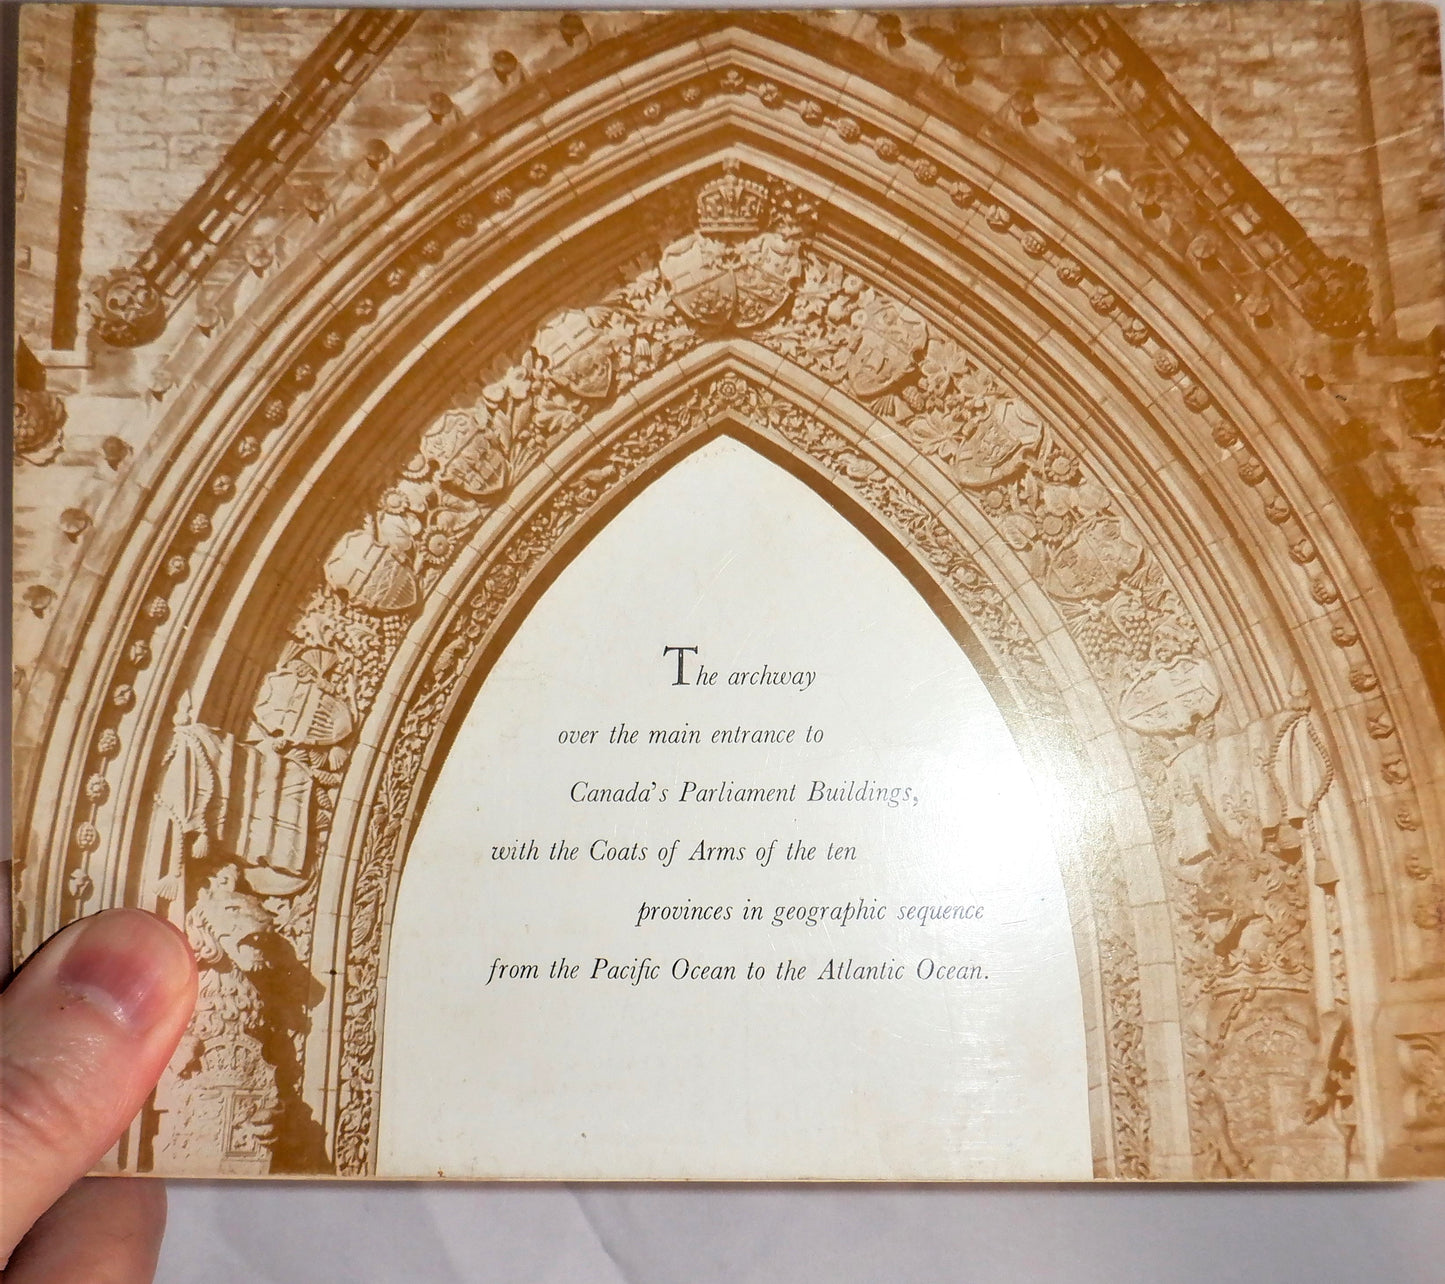 The archway
over the main entrance to
Canada's Parliament Buildings,
with the Coats of Arms of the ten
provinces in geographic sequence
from the Pacific Ocean to the Atlantic Ocean.